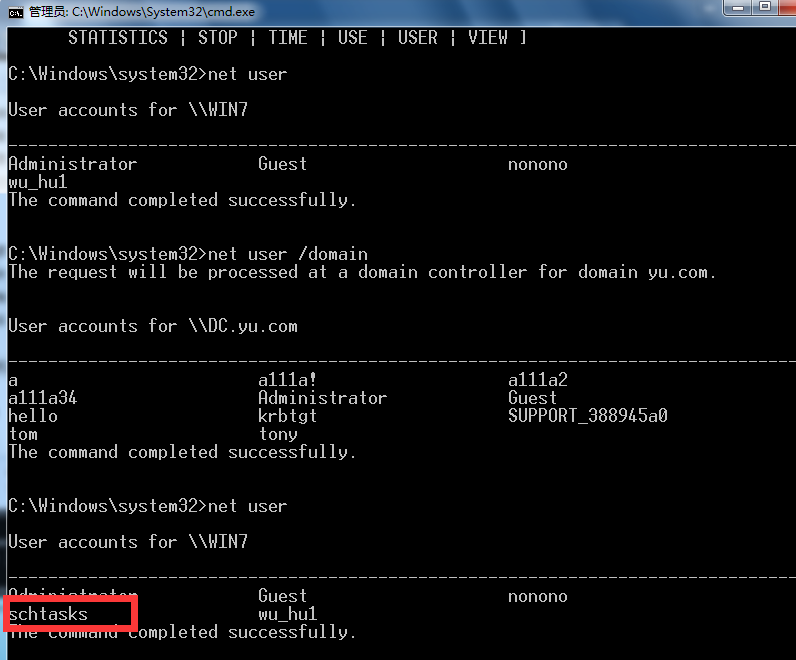 管理员: C:\Windows\System32\cmd.exe
STATISTICS | STOP | TIME | USE | USER | VIEW ]
C:\Windows\system32>net user
User accounts for \\WIN7
-------------------------------------------------------------------------------
Administrator            Guest                    nonono
wu_hu1
The command completed successfully.
C:\Windows\system32>net user /domain
The request will be processed at a domain controller for domain yu.com.
User accounts for \\DC.yu.com
-------------------------------------------------------------------------------
a                        a111a!                   a111a2
a111a34                  Administrator            Guest
hello                    krbtgt                   SUPPORT_388945a0
tom                      tony
The command completed successfully.
C:\Windows\system32>net user
User accounts for \\WIN7
-------------------------------------------------------------------------------
Administrator            Guest                    nonono
schtasks                 wu_hu1
The command completed successfully.